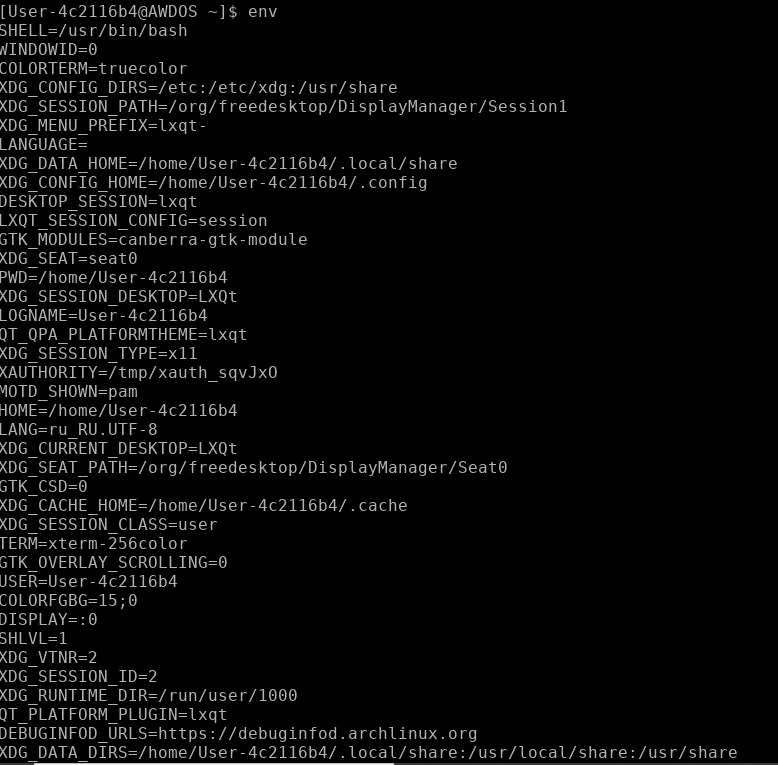 [User-4c2116b4@AWDOS ~]$ env
SHELL=/usr/bin/bash
WINDOWID=0
COLORTERM=truecolor
XDG_CONFIG_DIRS=/etc:/etc/xdg:/usr/share
XDG_SESSION_PATH=/org/freedesktop/DisplayManager/Session1
XDG_MENU_PREFIX=lxqt-
LANGUAGE=
XDG_DATA_HOME=/home/User-4c2116b4/.local/share
XDG_CONFIG_HOME=/home/User-4c2116b4/.config
DESKTOP_SESSION=lxqt
LXQT_SESSION_CONFIG=session
GTK_MODULES=canberra-gtk-module
XDG_SEAT=seat0
PWD=/home/User-4c2116b4
XDG_SESSION_DESKTOP=LXQt
LOGNAME=User-4c2116b4
QT_QPA_PLATFORMTHEME=lxqt
XDG_SESSION_TYPE=x11
XAUTHORITY=/tmp/xauth_sqvJxO
MOTD_SHOWN=pam
HOME=/home/User-4c2116b4
LANG=ru_RU.UTF-8
XDG_CURRENT_DESKTOP=LXQt
XDG_SEAT_PATH=/org/freedesktop/DisplayManager/Seat0
GTK_CSD=0
XDG_CACHE_HOME=/home/User-4c2116b4/.cache
XDG_SESSION_CLASS=user
TERM=xterm-256color
GTK_OVERLAY_SCROLLING=0
USER=User-4c2116b4
COLORFGBG=15;0
DISPLAY=:0
SHLVL=1
XDG_VTNR=2
XDG_SESSION_ID=2
XDG_RUNTIME_DIR=/run/user/1000
QT_PLATFORM_PLUGIN=lxqt
DEBUGINFOD_URLS=https://debuginfod.archlinux.org
XDG_DATA_DIRS=/home/User-4c2116b4/.local/share:/usr/local/share:/usr/share